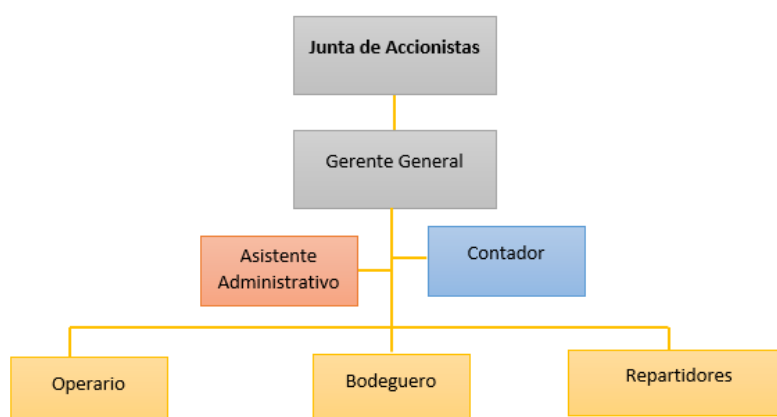 Junta de Accionistas
Gerente General
Asistente
Administrativo
Contador
Operario
Bodeguero
Repartidores